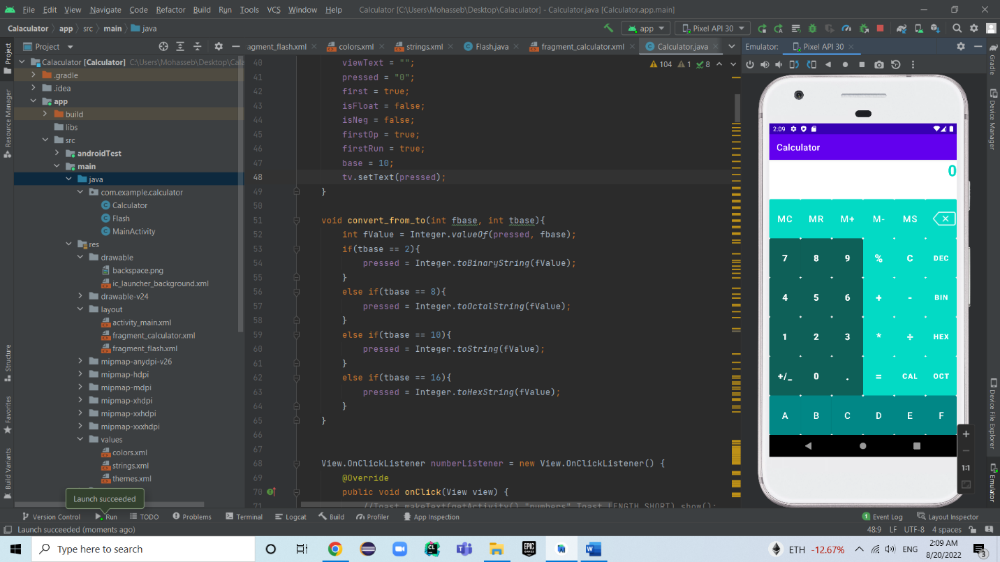 File Edit View Navigate Code Refactor Build Run Tools VCS Window Help Calculator [C:\Users\Mohasseb\Desktop\Calaculator] - Calculator.java [Calculator.app.main]
Calaculator app src main java app Pixel API 30
Project agment_flash.xml colors.xml strings.xml Flash.java fragment_calculator.xml Calculator.java Emulator: Pixel API 30
Project
Resource Manager
Structure
Favorites
Build Variants
Calaculator [Calculator] C:\Users\Mohasseb\Desktop\Cala
.gradle
.idea
app
build
libs
src
androidTest
main
java
com.example.calculator
Calculator
Flash
MainActivity
res
drawable
backspace.png
ic_launcher_background.xml
drawable-v24
layout
activity_main.xml
fragment_calculator.xml
fragment_flash.xml
mipmap-anydpi-v26
mipmap-hdpi
mipmap-mdpi
mipmap-xhdpi
mipmap-xxhdpi
mipmap-xxxhdpi
values
colors.xml
strings.xml
themes.xml
Launch succeeded
104 1 8
40 viewText = "";
41 pressed = "0";
42 first = true;
43 isFloat = false;
44 isNeg = false;
45 firstOp = true;
46 firstRun = true;
47 base = 10;
48 tv.setText(pressed);
49 }
50
51 void convert_from_to(int fbase, int tbase){
52 int fValue = Integer.valueOf(pressed, fbase);
53 if(tbase == 2){
54 pressed = Integer.toBinaryString(fValue);
55 }
56 else if(tbase == 8){
57 pressed = Integer.toOctalString(fValue);
58 }
59 else if(tbase == 10){
60 pressed = Integer.toString(fValue);
61 }
62 else if(tbase == 16){
63 pressed = Integer.toHexString(fValue);
64 }
65 }
66
67
68 View.OnClickListener numberListener = new View.OnClickListener() {
69 @Override
70 public void onClick(View view) {
71 //Toast.makeText(getActivity(),"numbers",Toast.LENGTH_SHORT).show();
2:09
Calculator
0
MC MR M+ M- MS
7 8 9 % C DEC
4 5 6 + - BIN
1 2 3 * ÷ HEX
+/_ 0 . = CAL OCT
A B C D E F
1:1
Gradle
Device Manager
Device File Explorer
Emulator
Version Control Run TODO Problems Terminal Logcat Build Profiler App Inspection 1 Event Log Layout Inspector
Launch succeeded (moments ago) 48:9 LF UTF-8 4 spaces
Type here to search CL EPIC GAMES W ETH -12.67% ENG 2:09 AM
8/20/2022 3